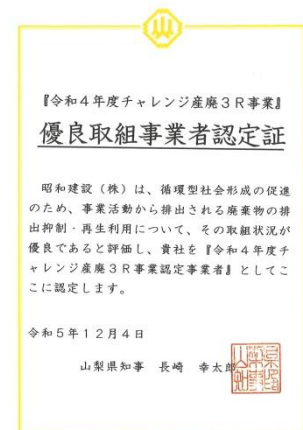 『令和4年度チャレンジ産廃3R事業』
優良取組事業者認定証
昭和建設(株)は、循環型社会形成の促進
のため、事業活動から排出される廃棄物の排
出抑制・再生利用について、その取組状況が
優良であると評価し、貴社を『令和4年度チ
ャレンジ産廃3R事業認定事業者』としてこ
こに認定します。
令和5年12月4日
山梨県知事 長崎 幸太郎